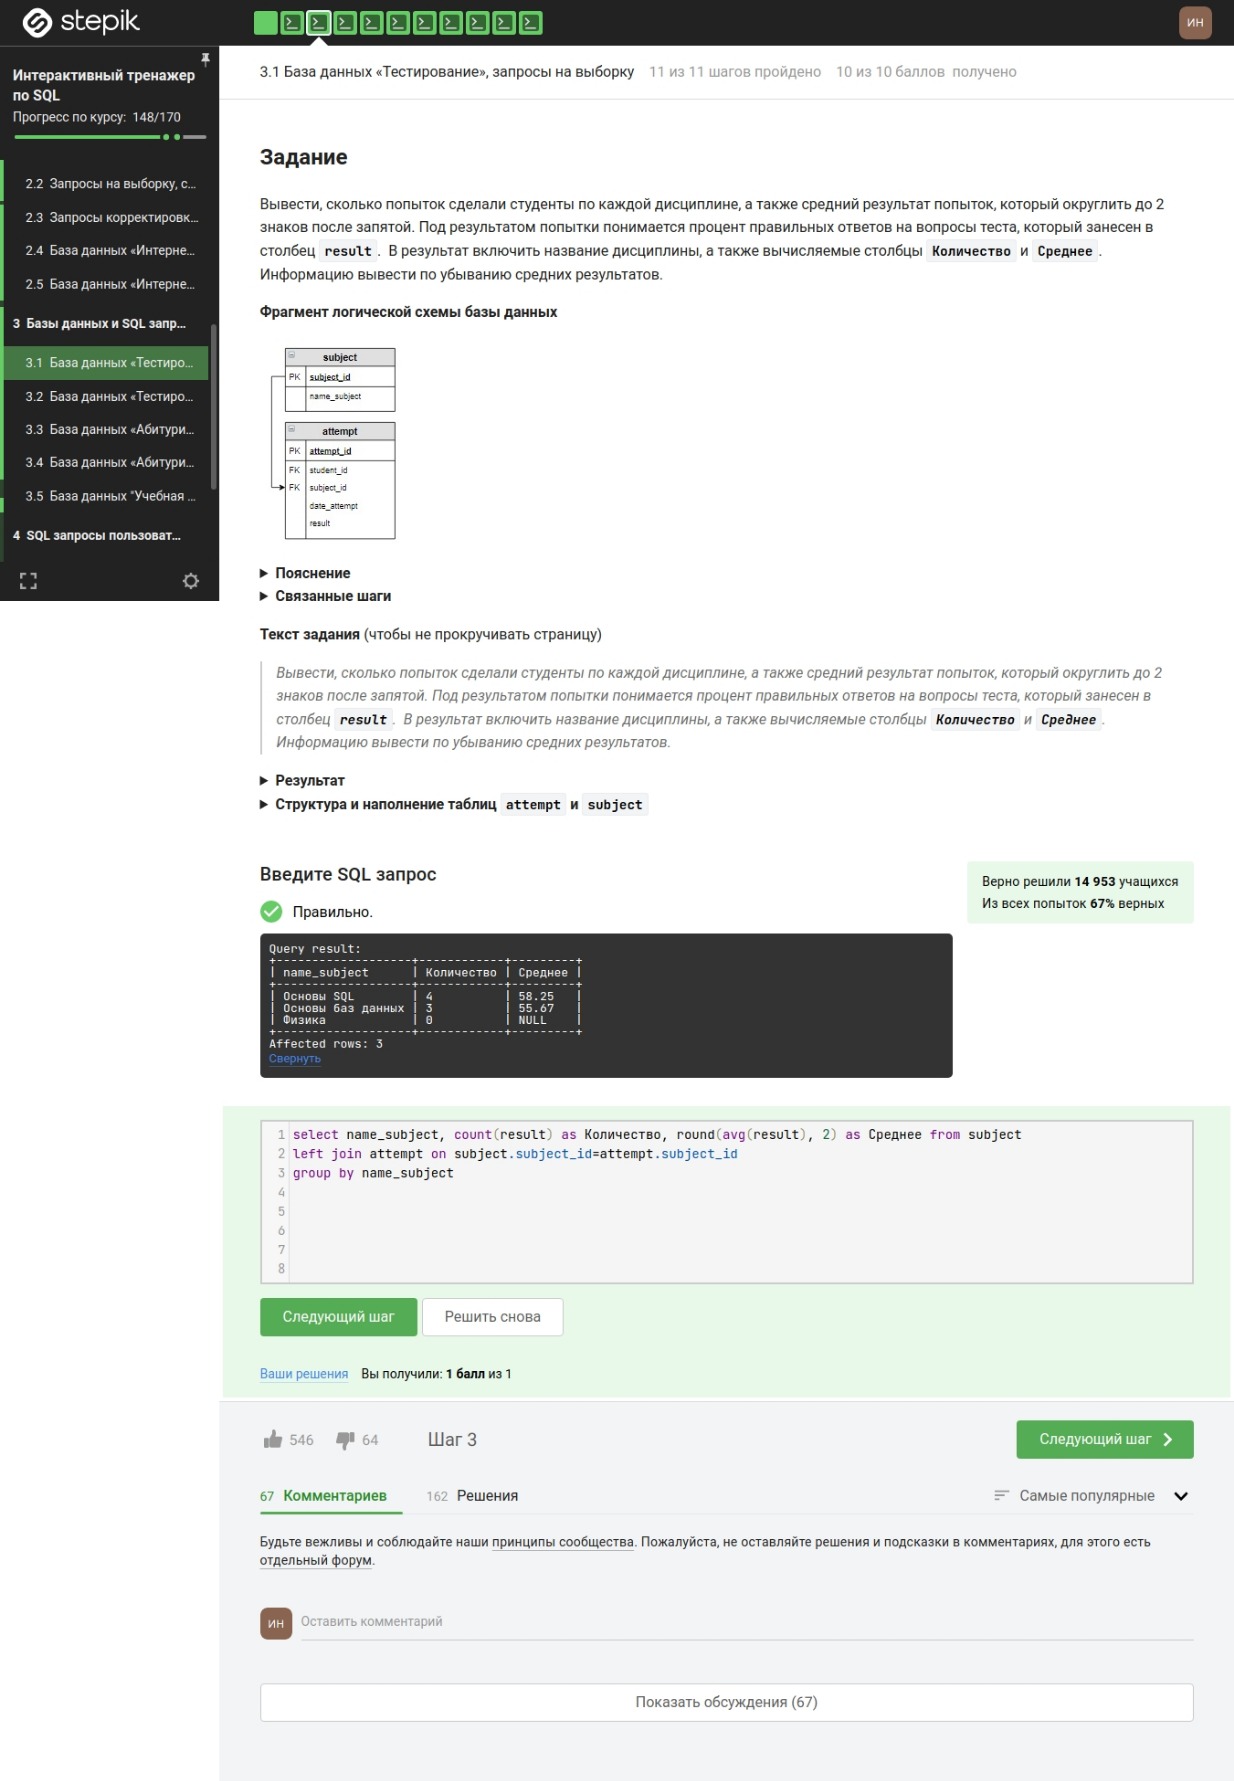 stepik
ИН
Интерактивный тренажер
по SQL
Прогресс по курсу: 148/170
2.2 Запросы на выборку, с...
2.3 Запросы корректировк...
2.4 База данных «Интерне...
2.5 База данных «Интерне...
3 Базы данных и SQL запр...
3.1 База данных «Тестиро...
3.2 База данных «Тестиро...
3.3 База данных «Абитури...
3.4 База данных «Абитури...
3.5 База данных "Учебная ...
4 SQL запросы пользоват...
3.1 База данных «Тестирование», запросы на выборку 11 из 11 шагов пройдено 10 из 10 баллов получено
Задание
Вывести, сколько попыток сделали студенты по каждой дисциплине, а также средний результат попыток, который округлить до 2
знаков после запятой. Под результатом попытки понимается процент правильных ответов на вопросы теста, который занесен в
столбец result. В результат включить название дисциплины, а также вычисляемые столбцы Количество и Среднее.
Информацию вывести по убыванию средних результатов.
Фрагмент логической схемы базы данных
subject
PK subject_id
name_subject
attempt
PK attempt_id
FK student_id
FK subject_id
date_attempt
result
Пояснение
Связанные шаги
Текст задания (чтобы не прокручивать страницу)
Вывести, сколько попыток сделали студенты по каждой дисциплине, а также средний результат попыток, который округлить до 2
знаков после запятой. Под результатом попытки понимается процент правильных ответов на вопросы теста, который занесен в
столбец result. В результат включить название дисциплины, а также вычисляемые столбцы Количество и Среднее.
Информацию вывести по убыванию средних результатов.
Результат
Структура и наполнение таблиц attempt и subject
Введите SQL запрос
Верно решили 14 953 учащихся
Из всех попыток 67% верных
Правильно.
Query result:
+-------------------+------------+---------+
| name_subject      | Количество | Среднее |
+-------------------+------------+---------+
| Основы SQL        | 4          | 58.25   |
| Основы баз данных | 3          | 55.67   |
| Физика            | 0          | NULL    |
+-------------------+------------+---------+
Affected rows: 3
Свернуть
1 select name_subject, count(result) as Количество, round(avg(result), 2) as Среднее from subject
2 left join attempt on subject.subject_id=attempt.subject_id
3 group by name_subject
4
5
6
7
8
Следующий шаг Решить снова
Ваши решения Вы получили: 1 балл из 1
546 64 Шаг 3 Следующий шаг
67 Комментариев 162 Решения Самые популярные
Будьте вежливы и соблюдайте наши принципы сообщества. Пожалуйста, не оставляйте решения и подсказки в комментариях, для этого есть
отдельный форум.
ИН Оставить комментарий
Показать обсуждения (67)